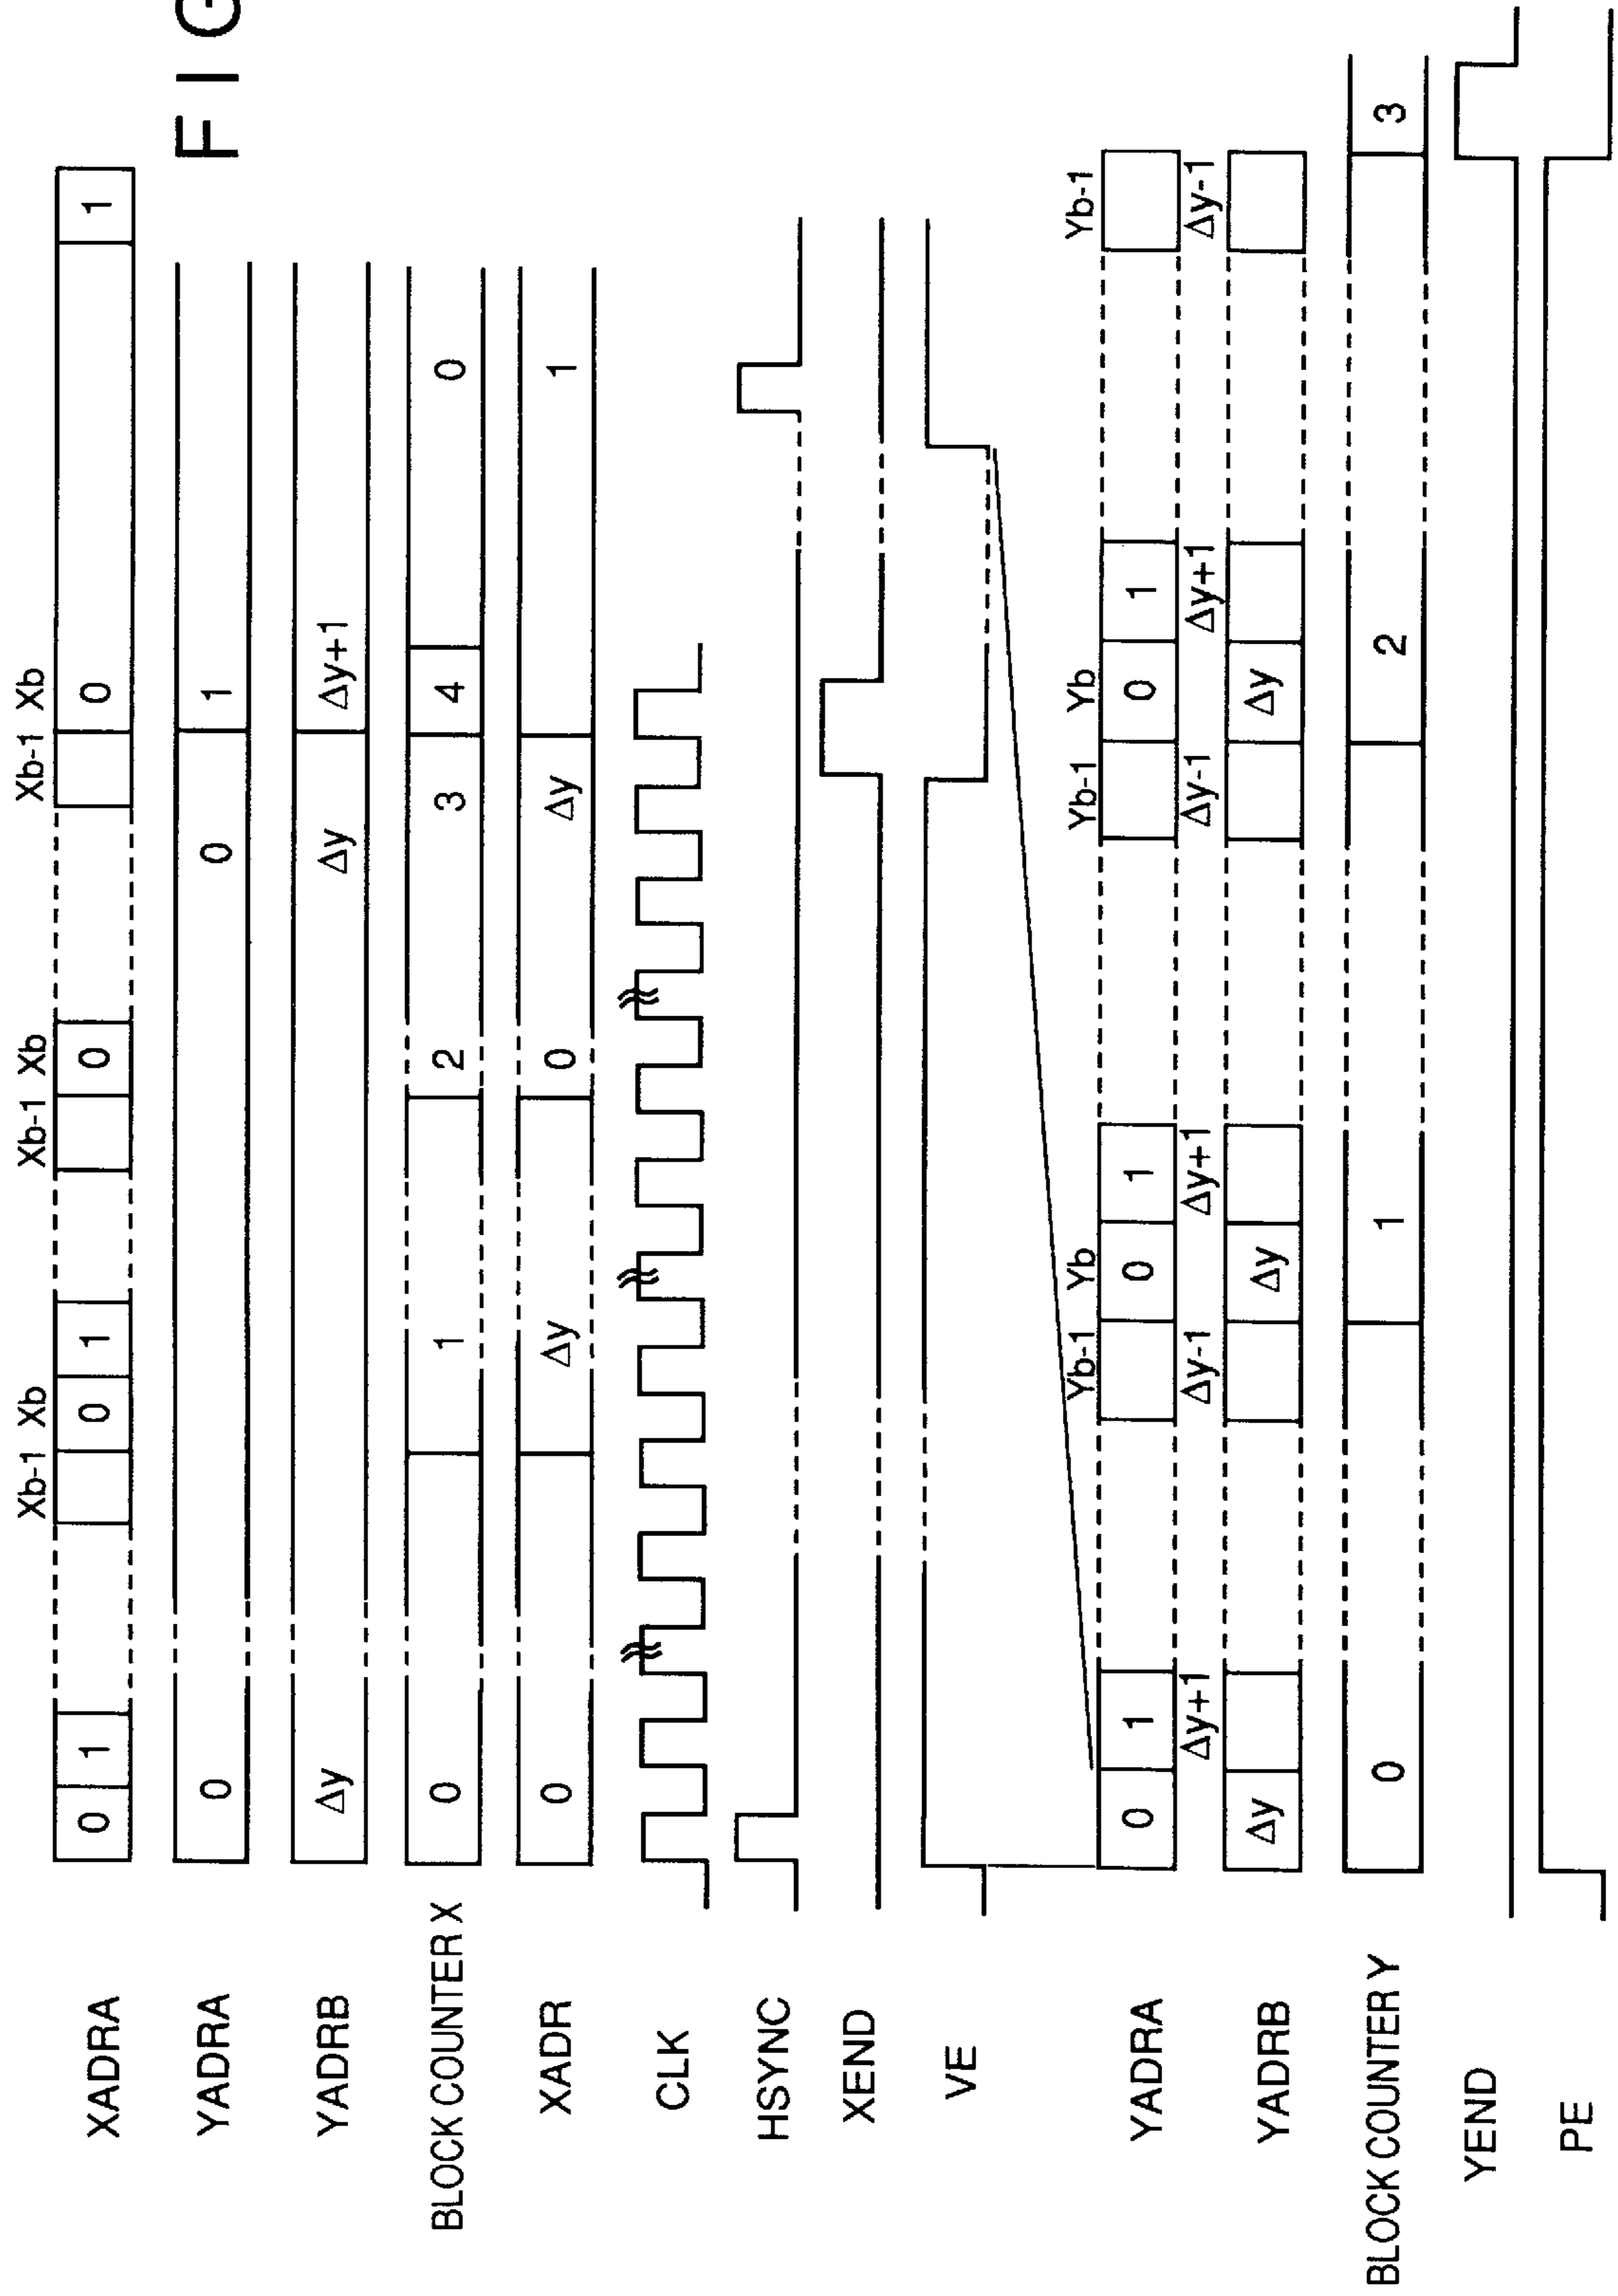 FIG
Xb-1 Xb Xb-1 Xb Xb-1 Xb
XADRA 0 1 0 1 0 0 1
YADRA 0 0 1
YADRB Δy Δy Δy+1
BLOCK COUNTER X 0 1 2 3 4 0
XADR 0 Δy 0 Δy 1
CLK
HSYNC
XEND
VE
Yb-1 Yb Yb-1 Yb Yb-1
YADRA 0 1 0 1 0 1
Δy+1 Δy-1 Δy+1 Δy-1 Δy+1 Δy-1
YADRB Δy Δy Δy
BLOCK COUNTER Y 0 1 2 3
YEND
PE